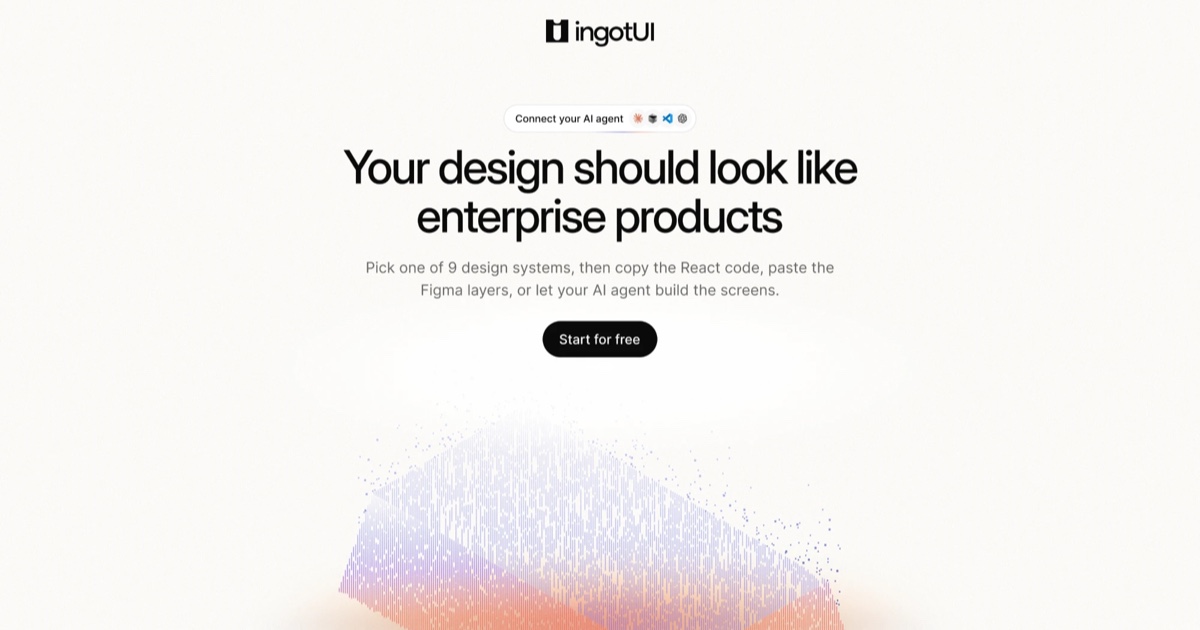 ingotUI
Connect your AI agent
Your design should look like
enterprise products
Pick one of 9 design systems, then copy the React code, paste the
Figma layers, or let your AI agent build the screens.
Start for free